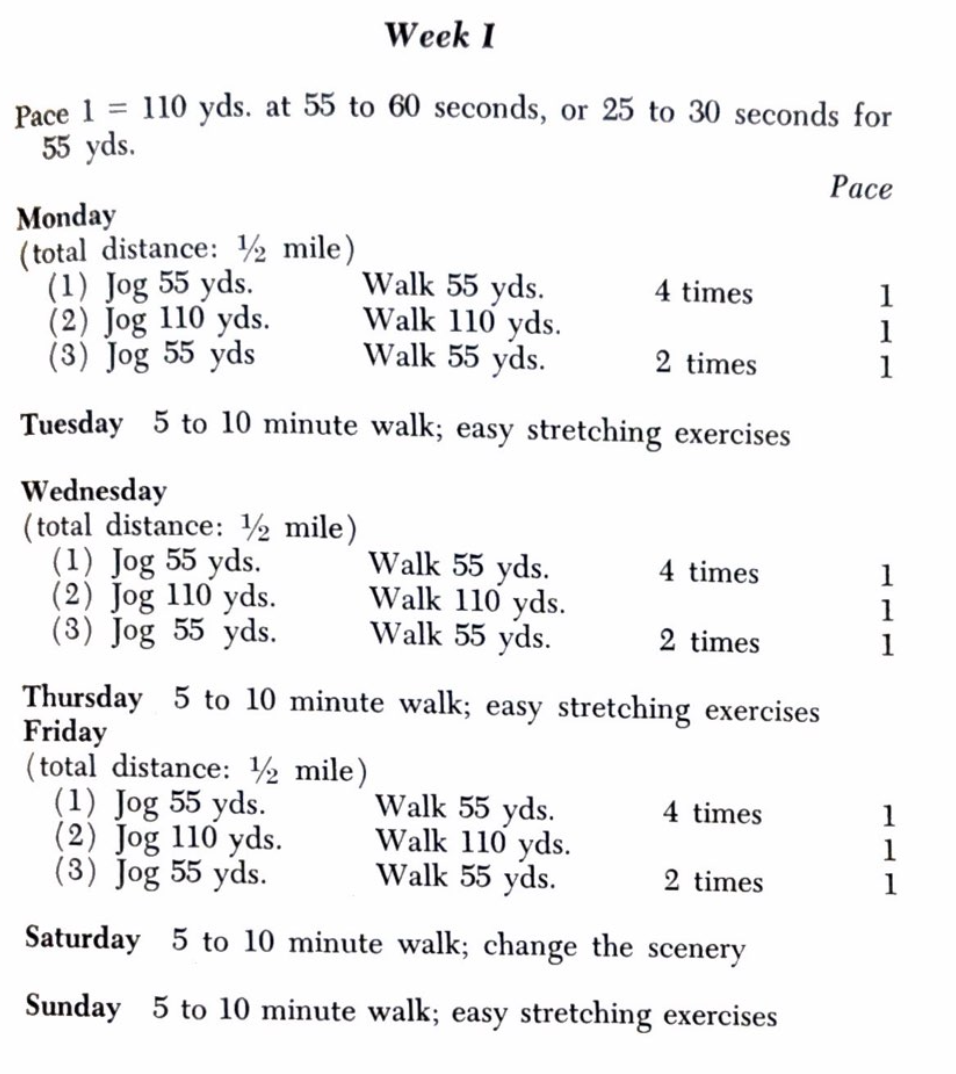 Week I
Pace 1 = 110 yds. at 55 to 60 seconds, or 25 to 30 seconds for
55 yds.
Pace
Monday
(total distance: ½ mile)
(1) Jog 55 yds. Walk 55 yds. 4 times 1
(2) Jog 110 yds. Walk 110 yds. 1
(3) Jog 55 yds Walk 55 yds. 2 times 1
Tuesday 5 to 10 minute walk; easy stretching exercises
Wednesday
(total distance: ½ mile)
(1) Jog 55 yds. Walk 55 yds. 4 times 1
(2) Jog 110 yds. Walk 110 yds. 1
(3) Jog 55 yds. Walk 55 yds. 2 times 1
Thursday 5 to 10 minute walk; easy stretching exercises
Friday
(total distance: ½ mile)
(1) Jog 55 yds. Walk 55 yds. 4 times 1
(2) Jog 110 yds. Walk 110 yds. 1
(3) Jog 55 yds. Walk 55 yds. 2 times 1
Saturday 5 to 10 minute walk; change the scenery
Sunday 5 to 10 minute walk; easy stretching exercises